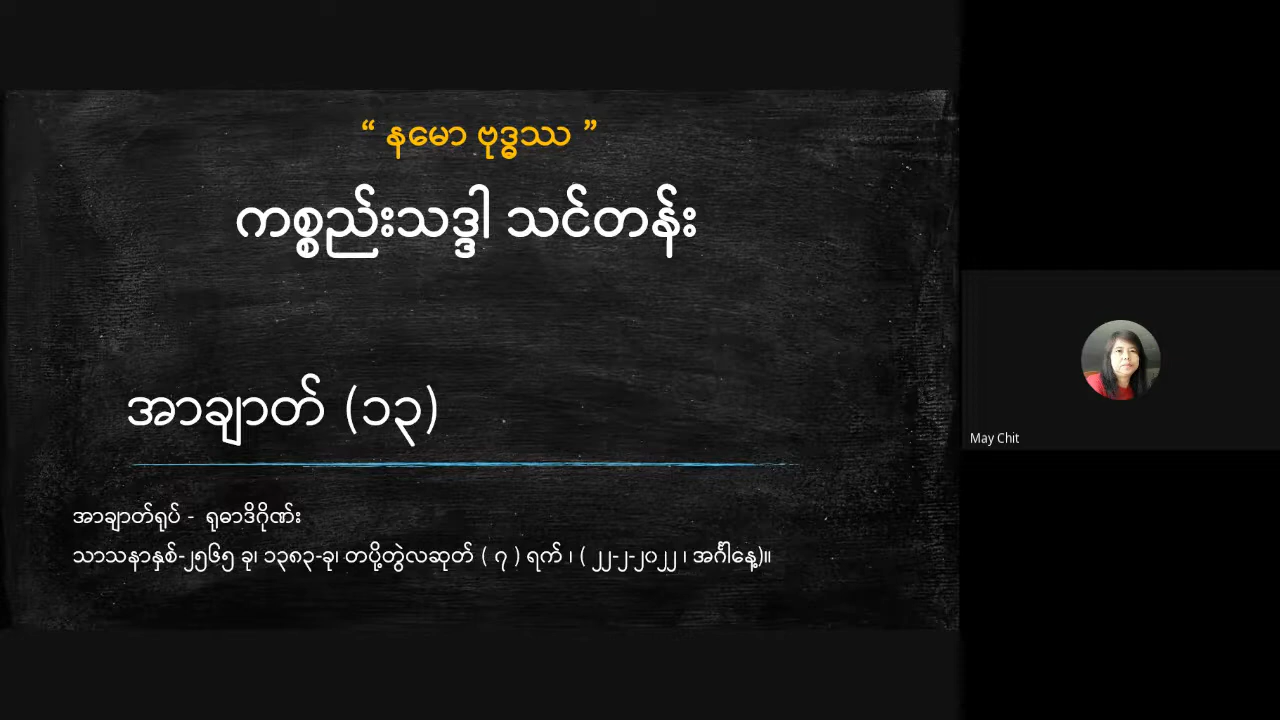 “ နမော ဗုဒ္ဓဿ ”
ကစ္စည်းသဒ္ဒါ သင်တန်း
အာချာတ် (၁၃)
အာချာတ်ရုပ် - ရုဓာဒိဂိုဏ်း
သာသနာနှစ်-၂၅၆၅ ခု၊ ၁၃၈၃-ခု၊ တပို့တွဲလဆုတ် ( ၇ ) ရက် ၊ ( ၂၂-၂-၂၀၂၂ ၊ အင်္ဂါနေ့)။
May Chit